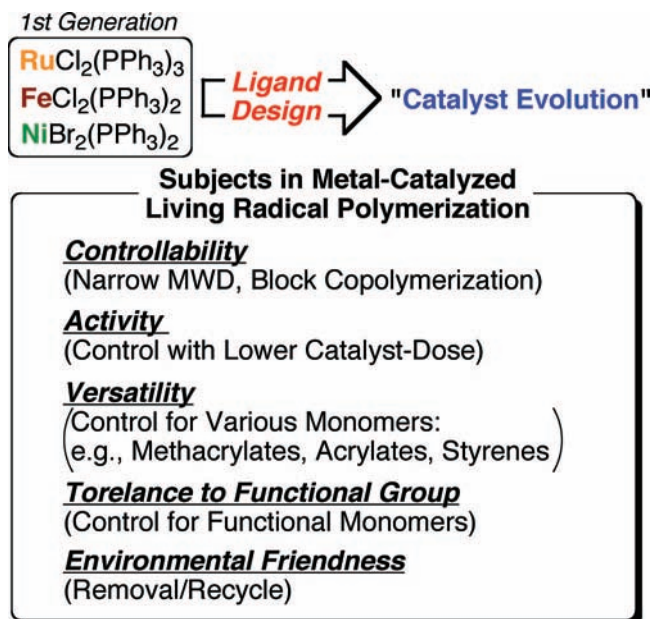 1st Generation
RuCl₂(PPh₃)₃
FeCl₂(PPh₃)₂
NiBr₂(PPh₃)₂
Ligand
Design
"Catalyst Evolution"
Subjects in Metal-Catalyzed
Living Radical Polymerization
Controllability
(Narrow MWD, Block Copolymerization)
Activity
(Control with Lower Catalyst-Dose)
Versatility
(Control for Various Monomers:
e.g., Methacrylates, Acrylates, Styrenes)
Torelance to Functional Group
(Control for Functional Monomers)
Environmental Friendness
(Removal/Recycle)